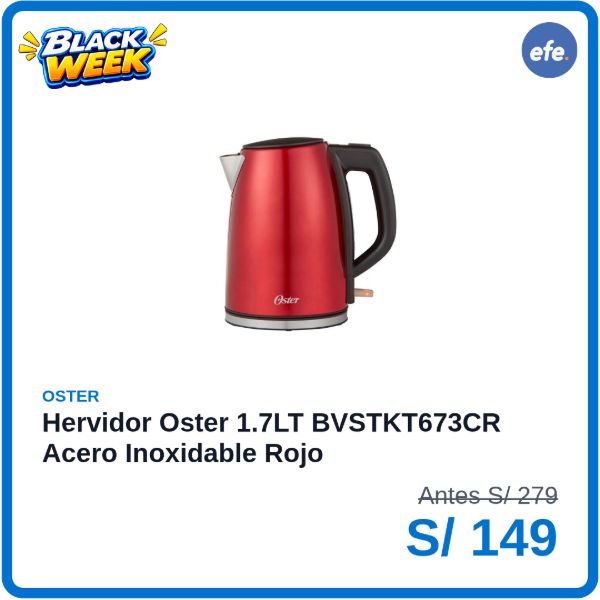 BLACK
WEEK
efe.
Oster
OSTER
Hervidor Oster 1.7LT BVSTKT673CR
Acero Inoxidable Rojo
Antes S/ 279
S/ 149